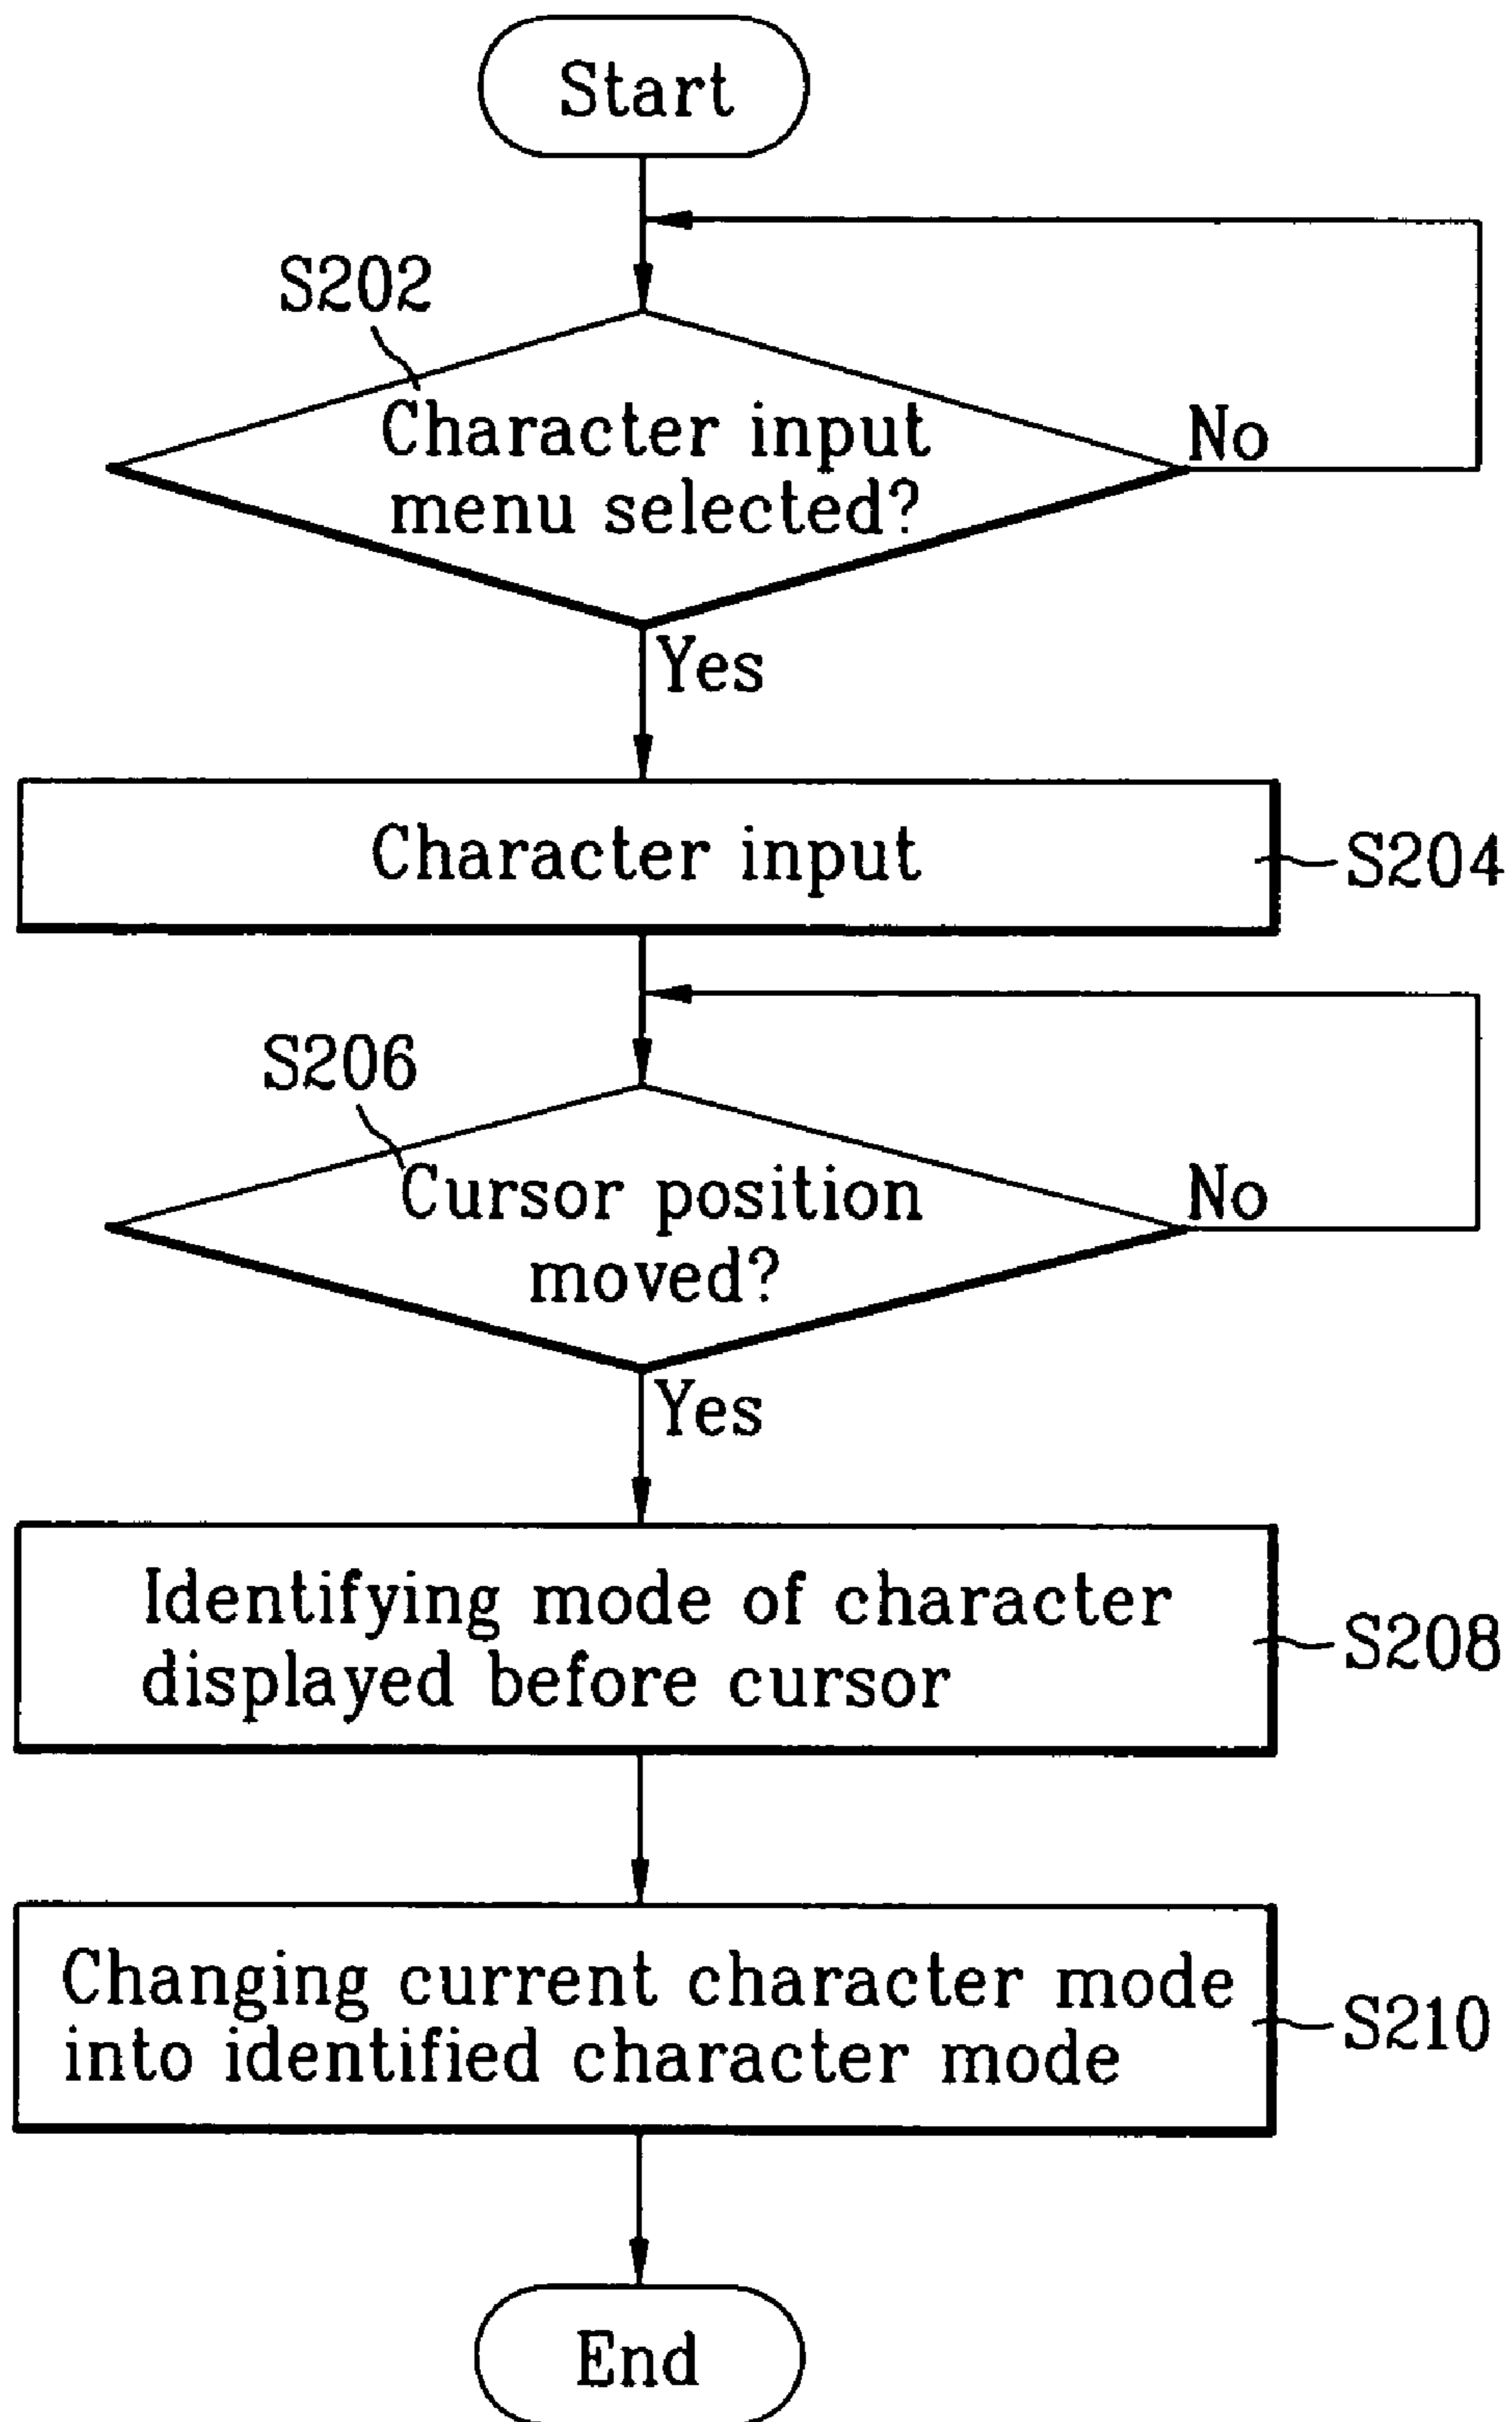 Start
S202
Character input
menu selected?
No
Yes
Character input
S204
S206
Cursor position
moved?
No
Yes
Identifying mode of character
displayed before cursor
S208
Changing current character mode
into identified character mode
S210
End